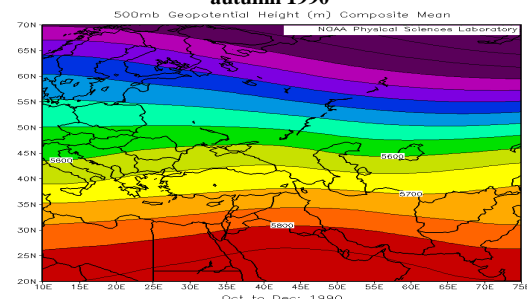 autumn 1990
500mb Geopotential Height (m) Composite Mean
NOAA Physical Sciences Laboratory
70N
65N
60N
55N
50N
45N
40N
35N
30N
25N
20N
5600
5600
5700
5800
10E 15E 20E 25E 30E 35E 40E 45E 50E 55E 60E 65E 70E 75E
Oct to Dec: 1990